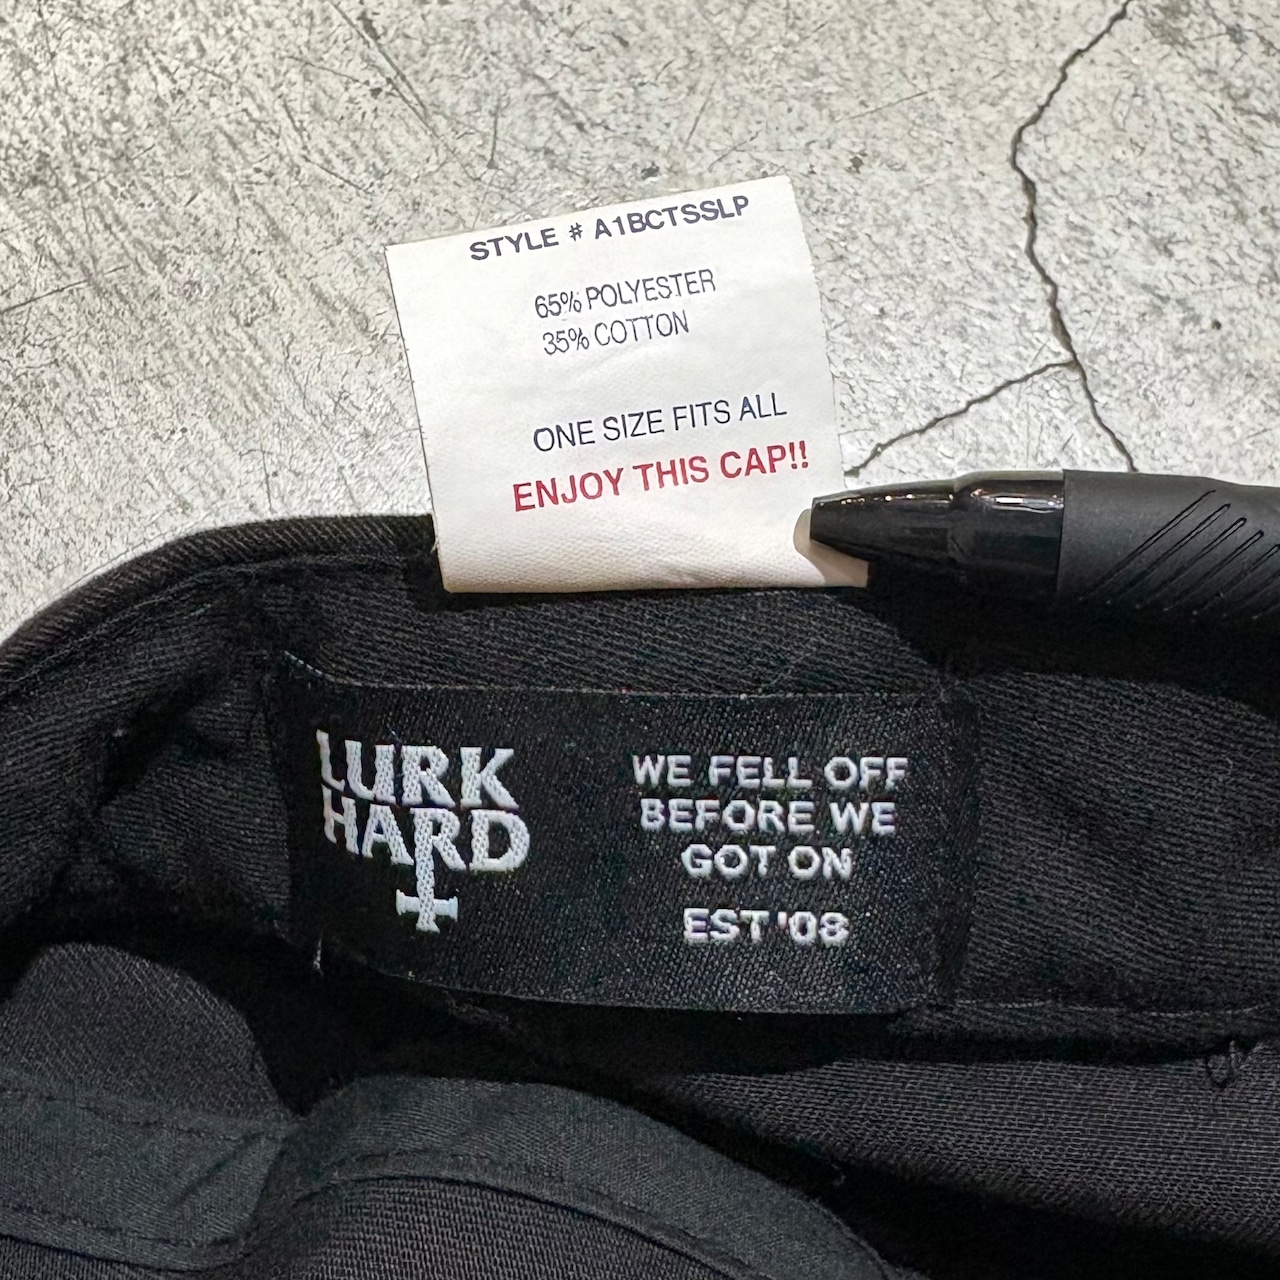 STYLE # A1BCTSSLP
65% POLYESTER
35% COTTON
ONE SIZE FITS ALL
ENJOY THIS CAP!!
LURK
HARD
WE FELL OFF
BEFORE WE
GOT ON
EST '08